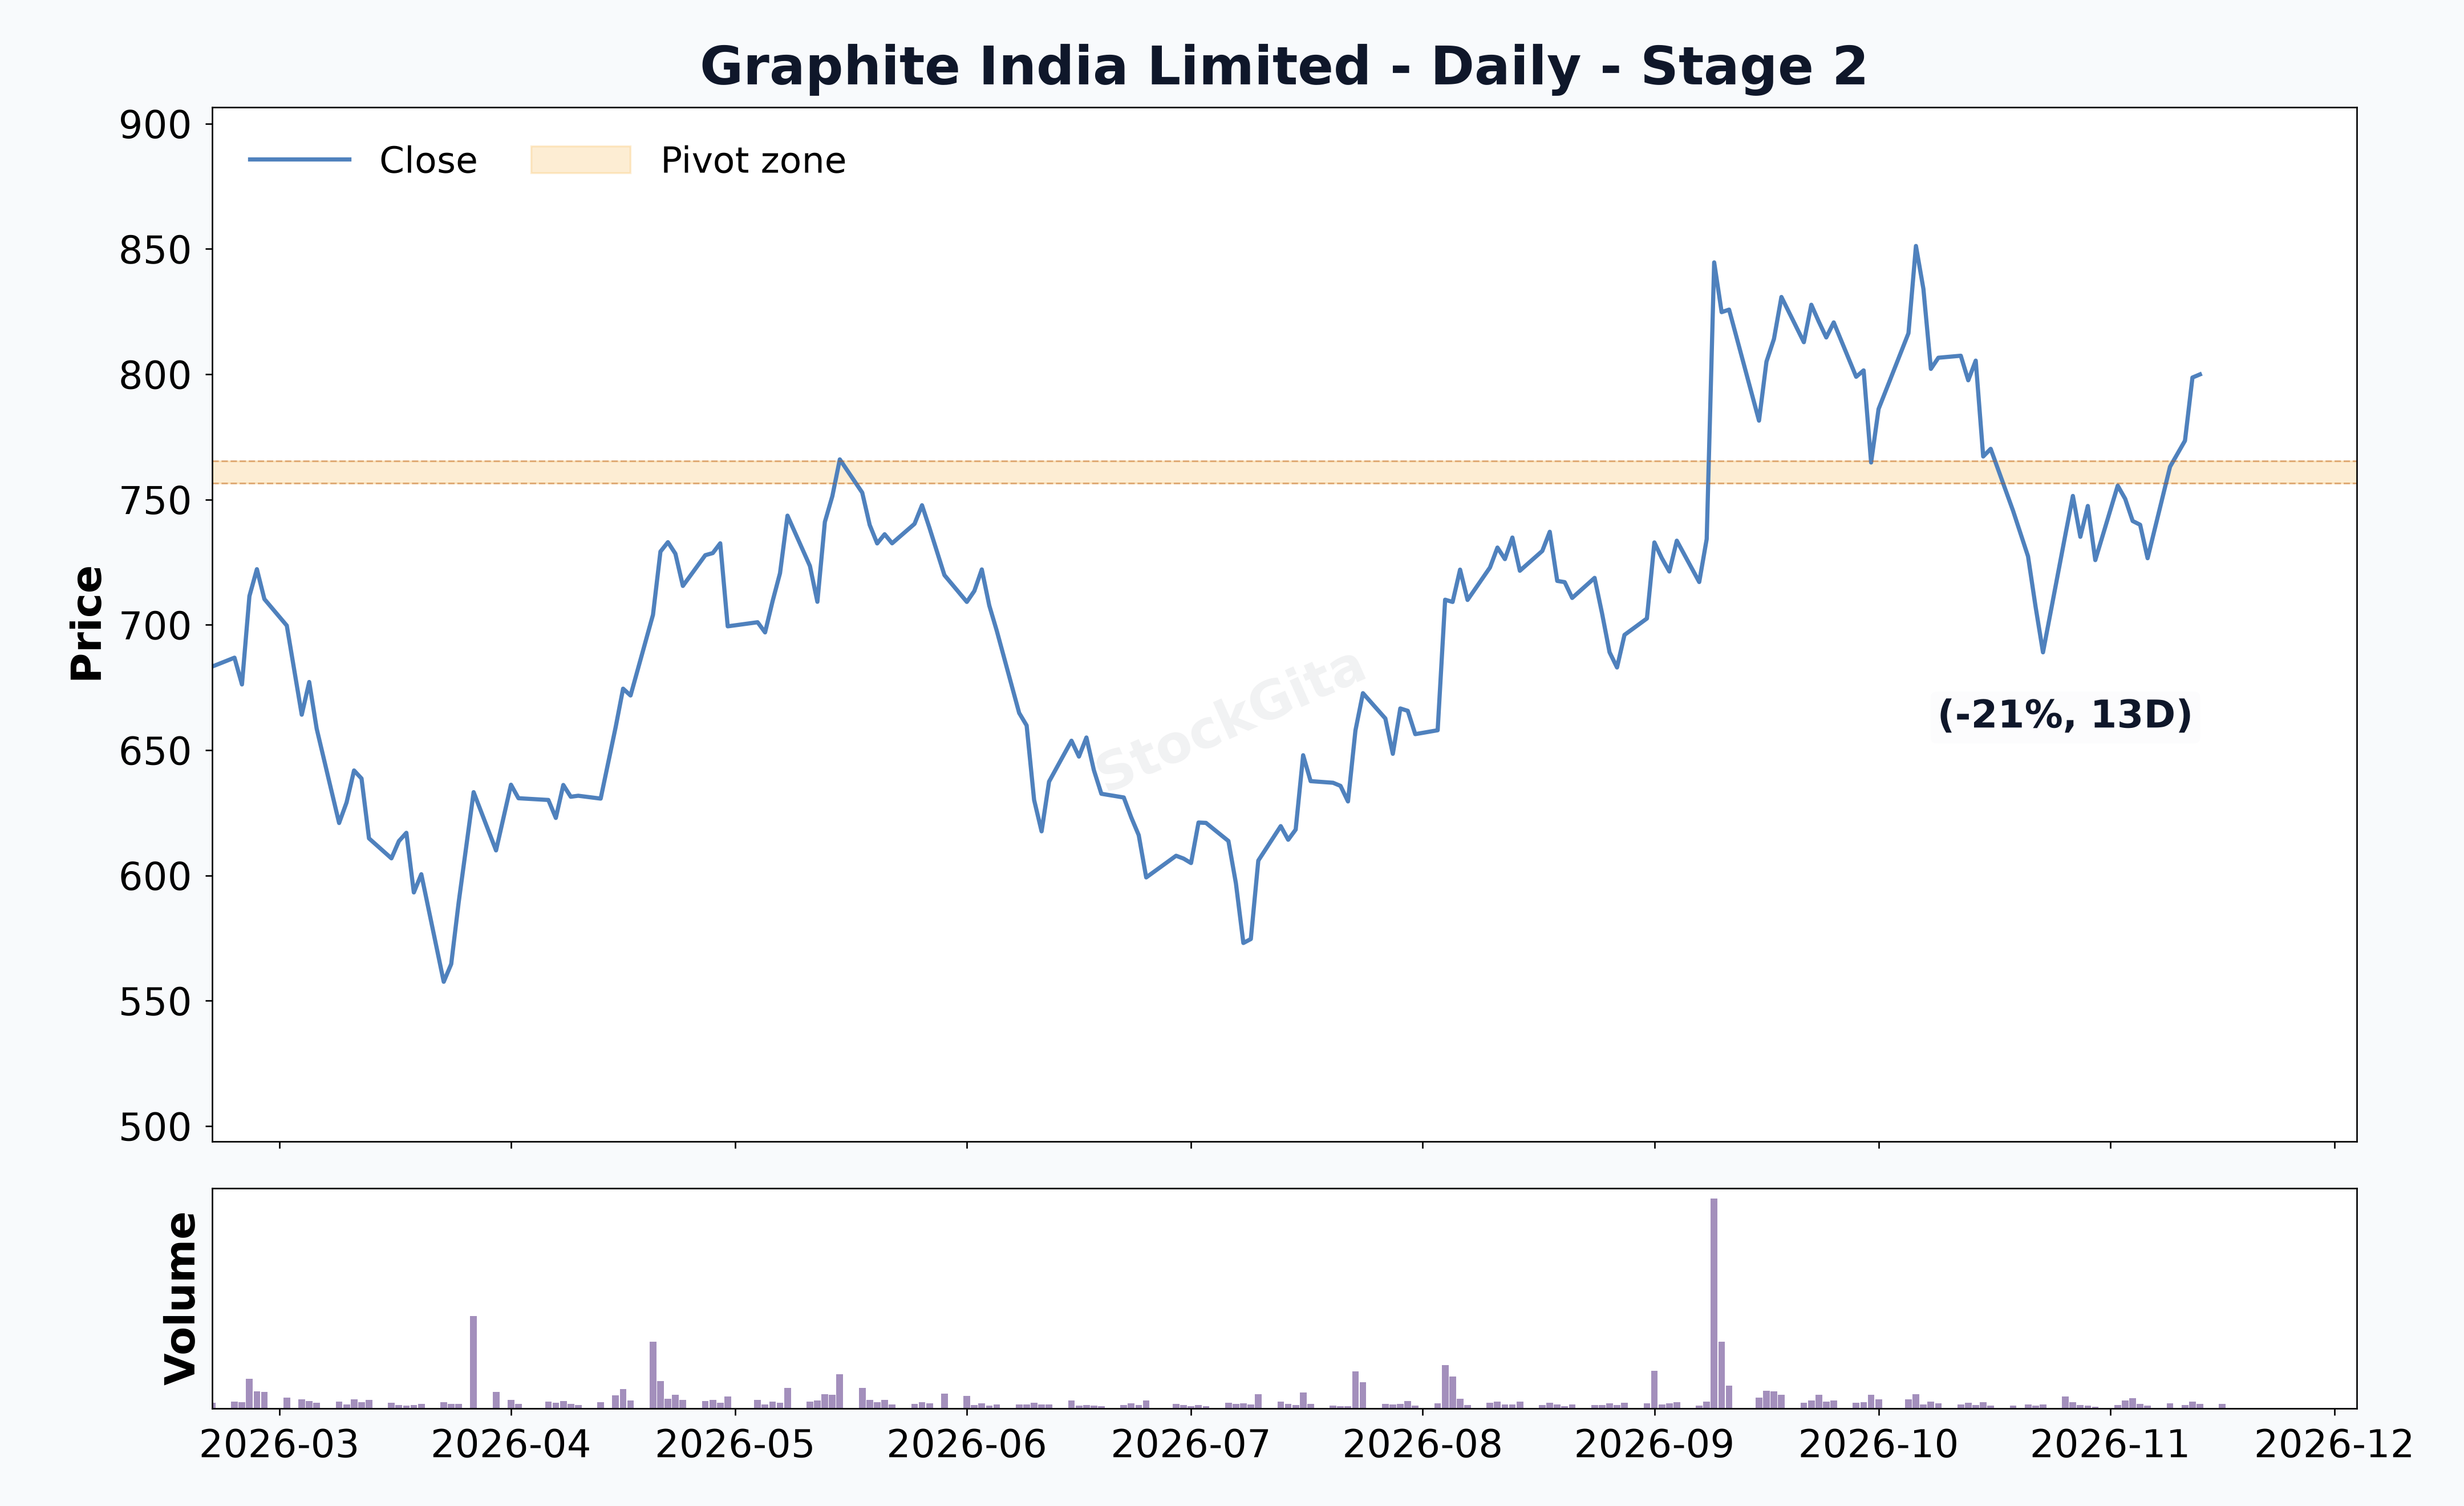 Graphite India Limited - Daily - Stage 2
Close
Pivot zone
Price
900
850
800
750
700
650
600
550
500
StockGita
(-21%, 13D)
Volume
2026-03
2026-04
2026-05
2026-06
2026-07
2026-08
2026-09
2026-10
2026-11
2026-12